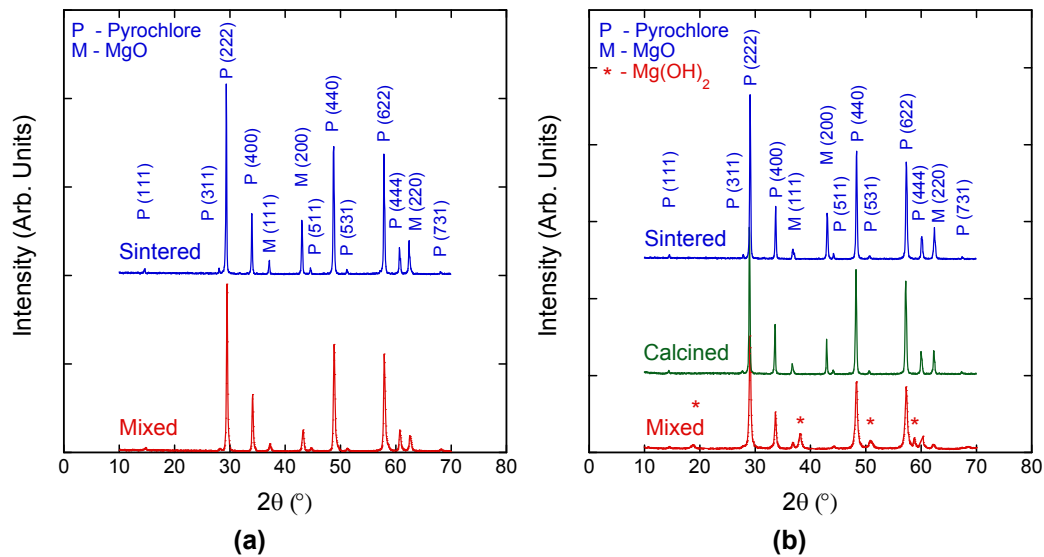 P - Pyrochlore
M - MgO
P (111)
P (311)
P (222)
P (400)
M (111)
M (200)
P (511)
P (531)
P (440)
P (622)
P (444)
M (220)
P (731)
Sintered
Mixed
Intensity (Arb. Units)
0 10 20 30 40 50 60 70 80
2θ (°)
(a)
P - Pyrochlore
M - MgO
* - Mg(OH)2
P (111)
P (311)
P (222)
P (400)
M (111)
M (200)
P (511)
P (440)
P (531)
P (622)
P (444)
M (220)
P (731)
Sintered
Calcined
Mixed
* * * *
Intensity (Arb. Units)
0 10 20 30 40 50 60 70 80
2θ (°)
(b)